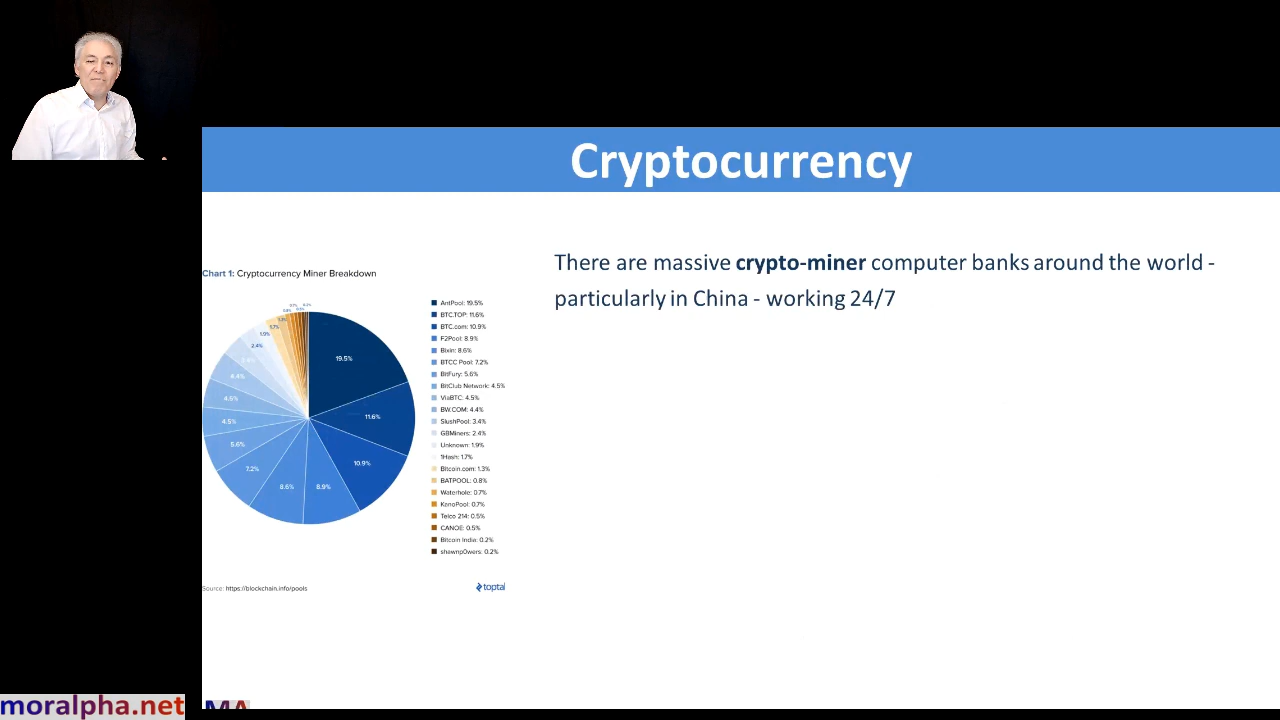 Cryptocurrency
There are massive crypto-miner computer banks around the world -
particularly in China - working 24/7
Chart 1: Cryptocurrency Miner Breakdown
19.5%
11.6%
10.9%
8.9%
8.6%
7.2%
5.6%
4.5%
4.5%
4.4%
2.4%
1.9%
1.7%
AntPool: 19.5%
BTC.TOP: 11.6%
BTC.com: 10.9%
F2Pool: 8.9%
Bixin: 8.6%
BTCC Pool: 7.2%
BitFury: 5.6%
BitClub Network: 4.5%
ViaBTC: 4.5%
BW.COM: 4.4%
SlushPool: 3.4%
GBMiners: 2.4%
Unknown: 1.9%
1Hash: 1.7%
Bitcoin.com: 1.3%
BATPOOL: 0.8%
Waterhole: 0.7%
KanoPool: 0.7%
Telco 214: 0.5%
CANOE: 0.5%
Bitcoin India: 0.2%
shawnp0wers: 0.2%
Source: https://blockchain.info/pools
toptal
moralpha.net
MA